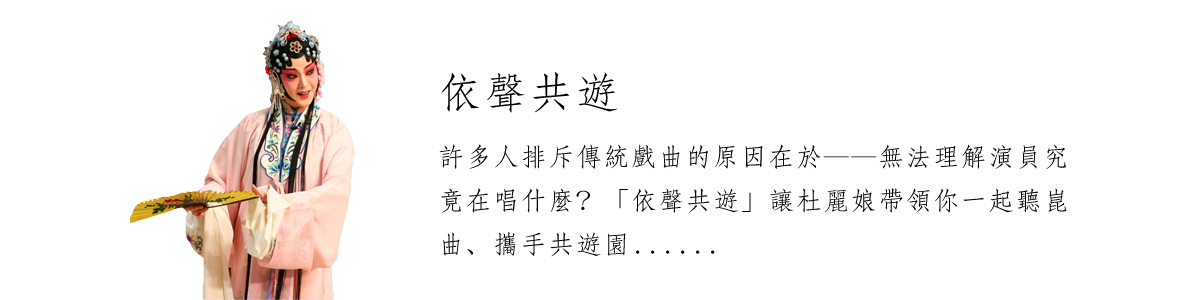 依聲共遊
許多人排斥傳統戲曲的原因在於——無法理解演員究
竟在唱什麼?「依聲共遊」讓杜麗娘帶領你一起聽崑
曲、攜手共遊園......